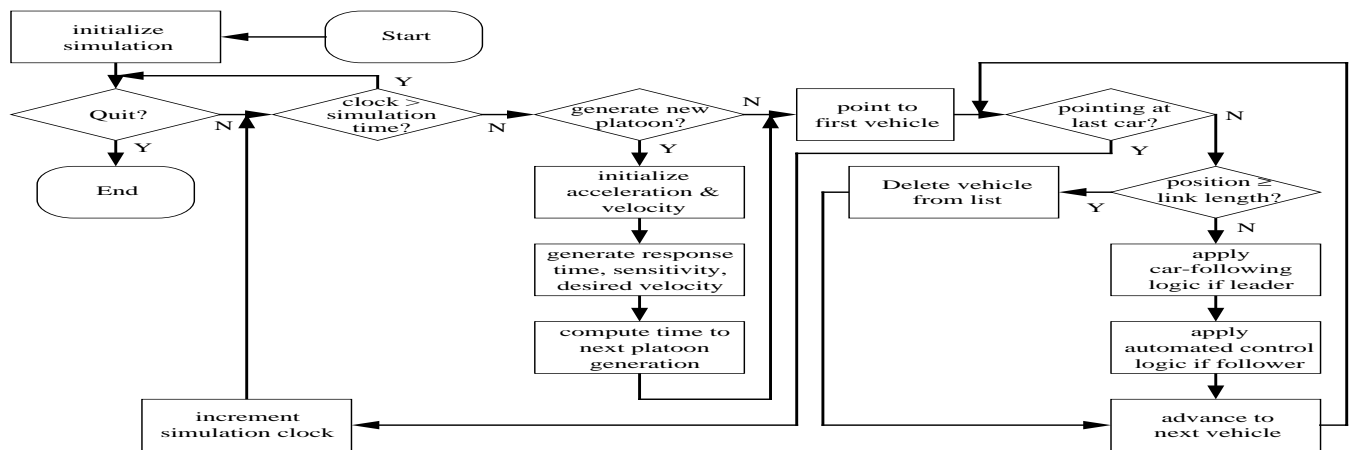 initialize
simulation
Start
Y
Quit?
N
clock >
simulation
time?
N
generate new
platoon?
N
point to
first vehicle
pointing at
last car?
N
Y
Y
Y
End
initialize
acceleration &
velocity
Delete vehicle
from list
Y
position ≥
link length?
N
generate response
time, sensitivity,
desired velocity
apply
car-following
logic if leader
compute time to
next platoon
generation
apply
automated control
logic if follower
increment
simulation clock
advance to
next vehicle